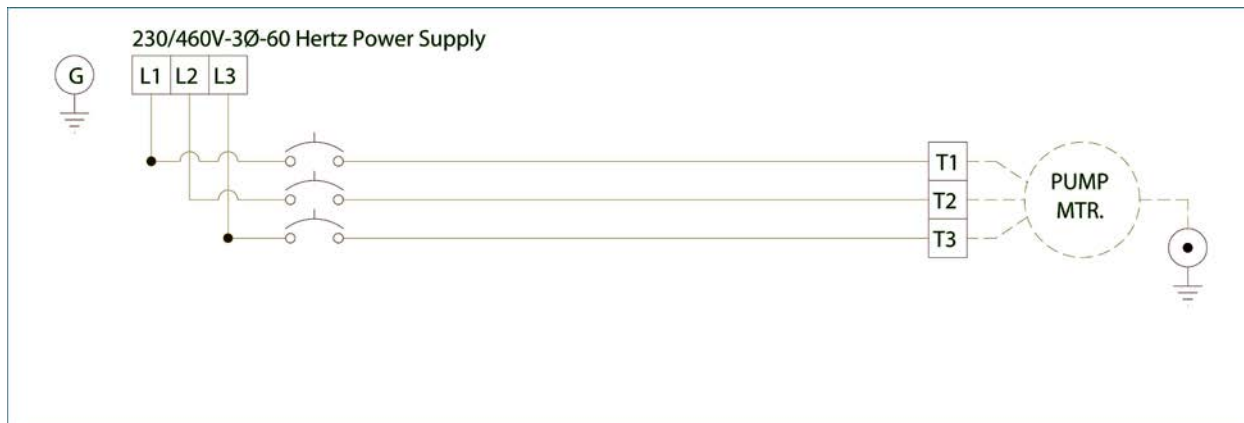 230/460V-3Ø-60 Hertz Power Supply
G
L1 L2 L3
T1
T2
T3
PUMP
MTR.